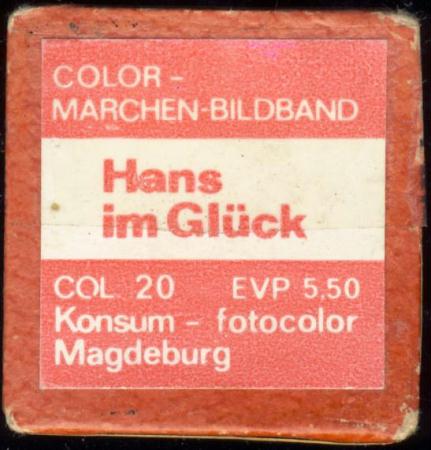 COLOR -
MARCHEN-BILDBAND
Hans
im Glück
COL 20 EVP 5,50
Konsum - fotocolor
Magdeburg